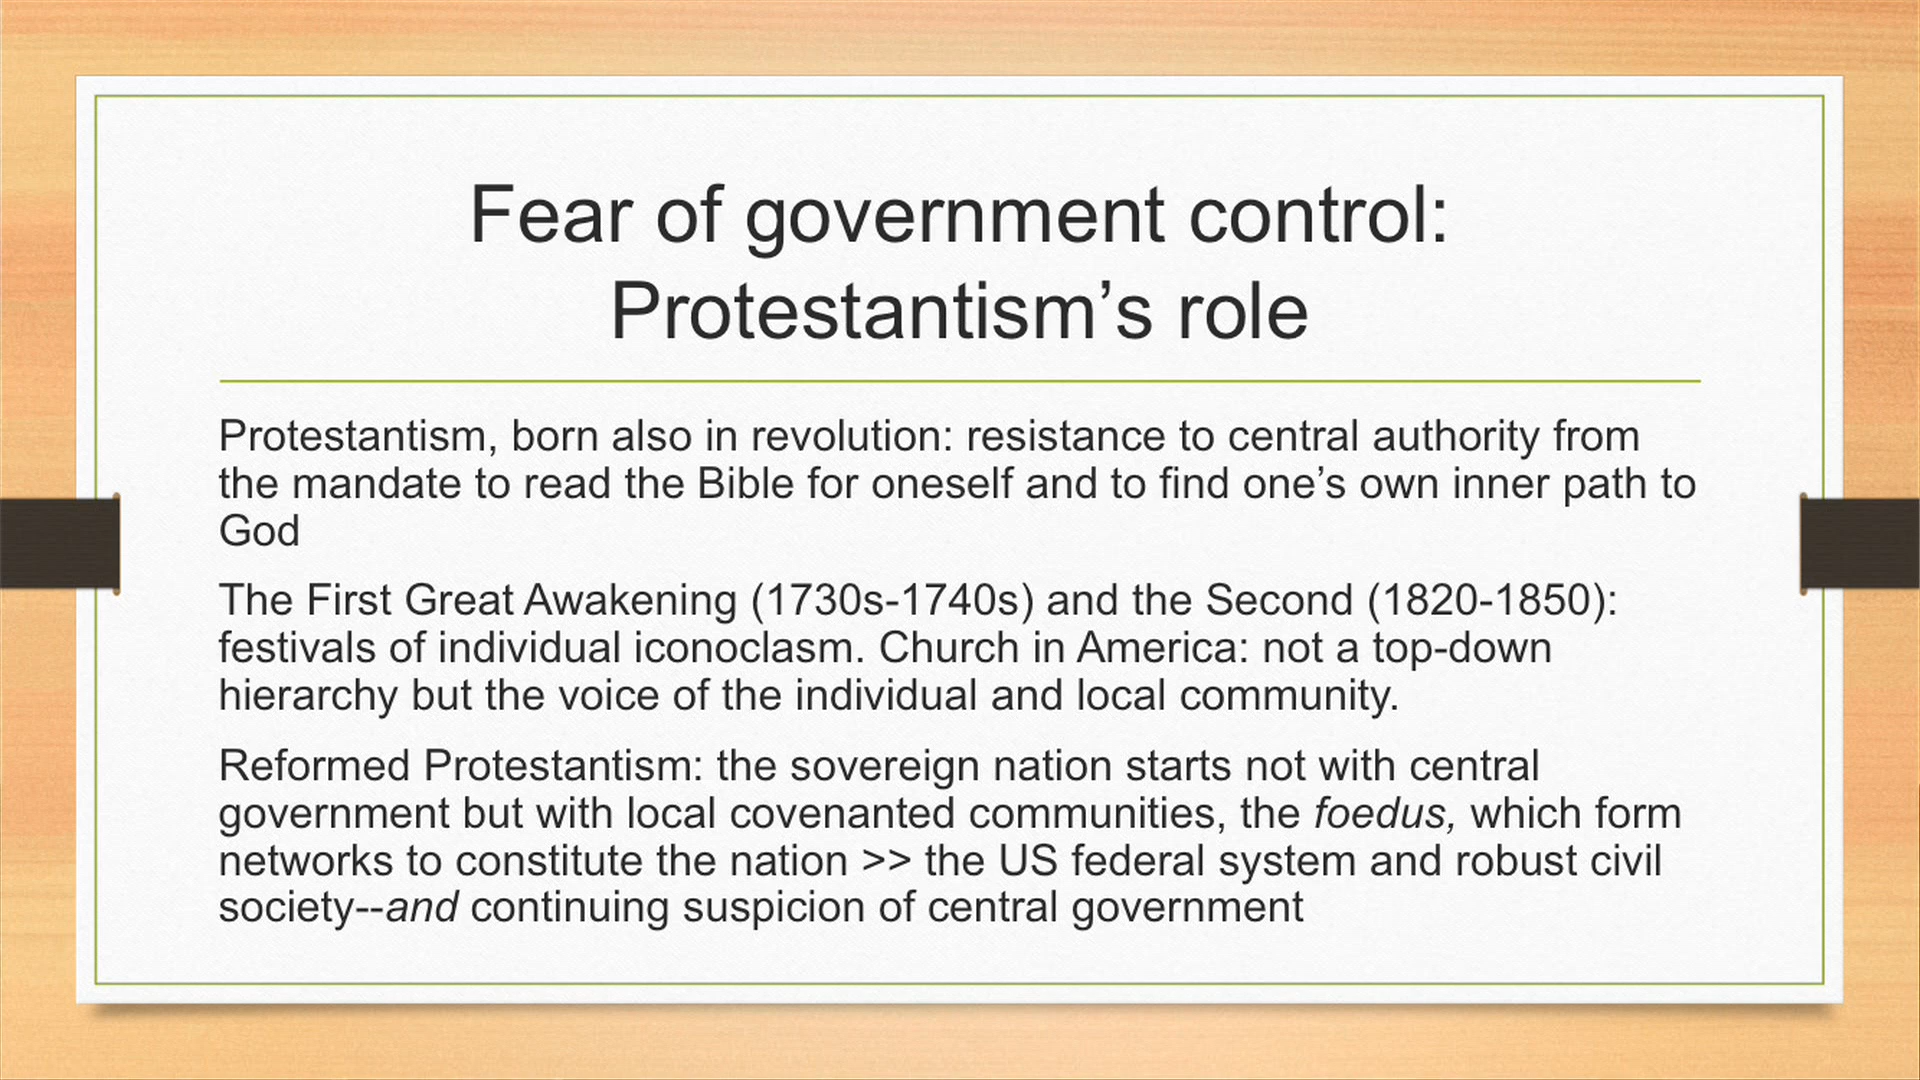 Fear of government control:
Protestantism’s role
Protestantism, born also in revolution: resistance to central authority from
the mandate to read the Bible for oneself and to find one’s own inner path to
God
The First Great Awakening (1730s-1740s) and the Second (1820-1850):
festivals of individual iconoclasm. Church in America: not a top-down
hierarchy but the voice of the individual and local community.
Reformed Protestantism: the sovereign nation starts not with central
government but with local covenanted communities, the foedus, which form
networks to constitute the nation >> the US federal system and robust civil
society--and continuing suspicion of central government